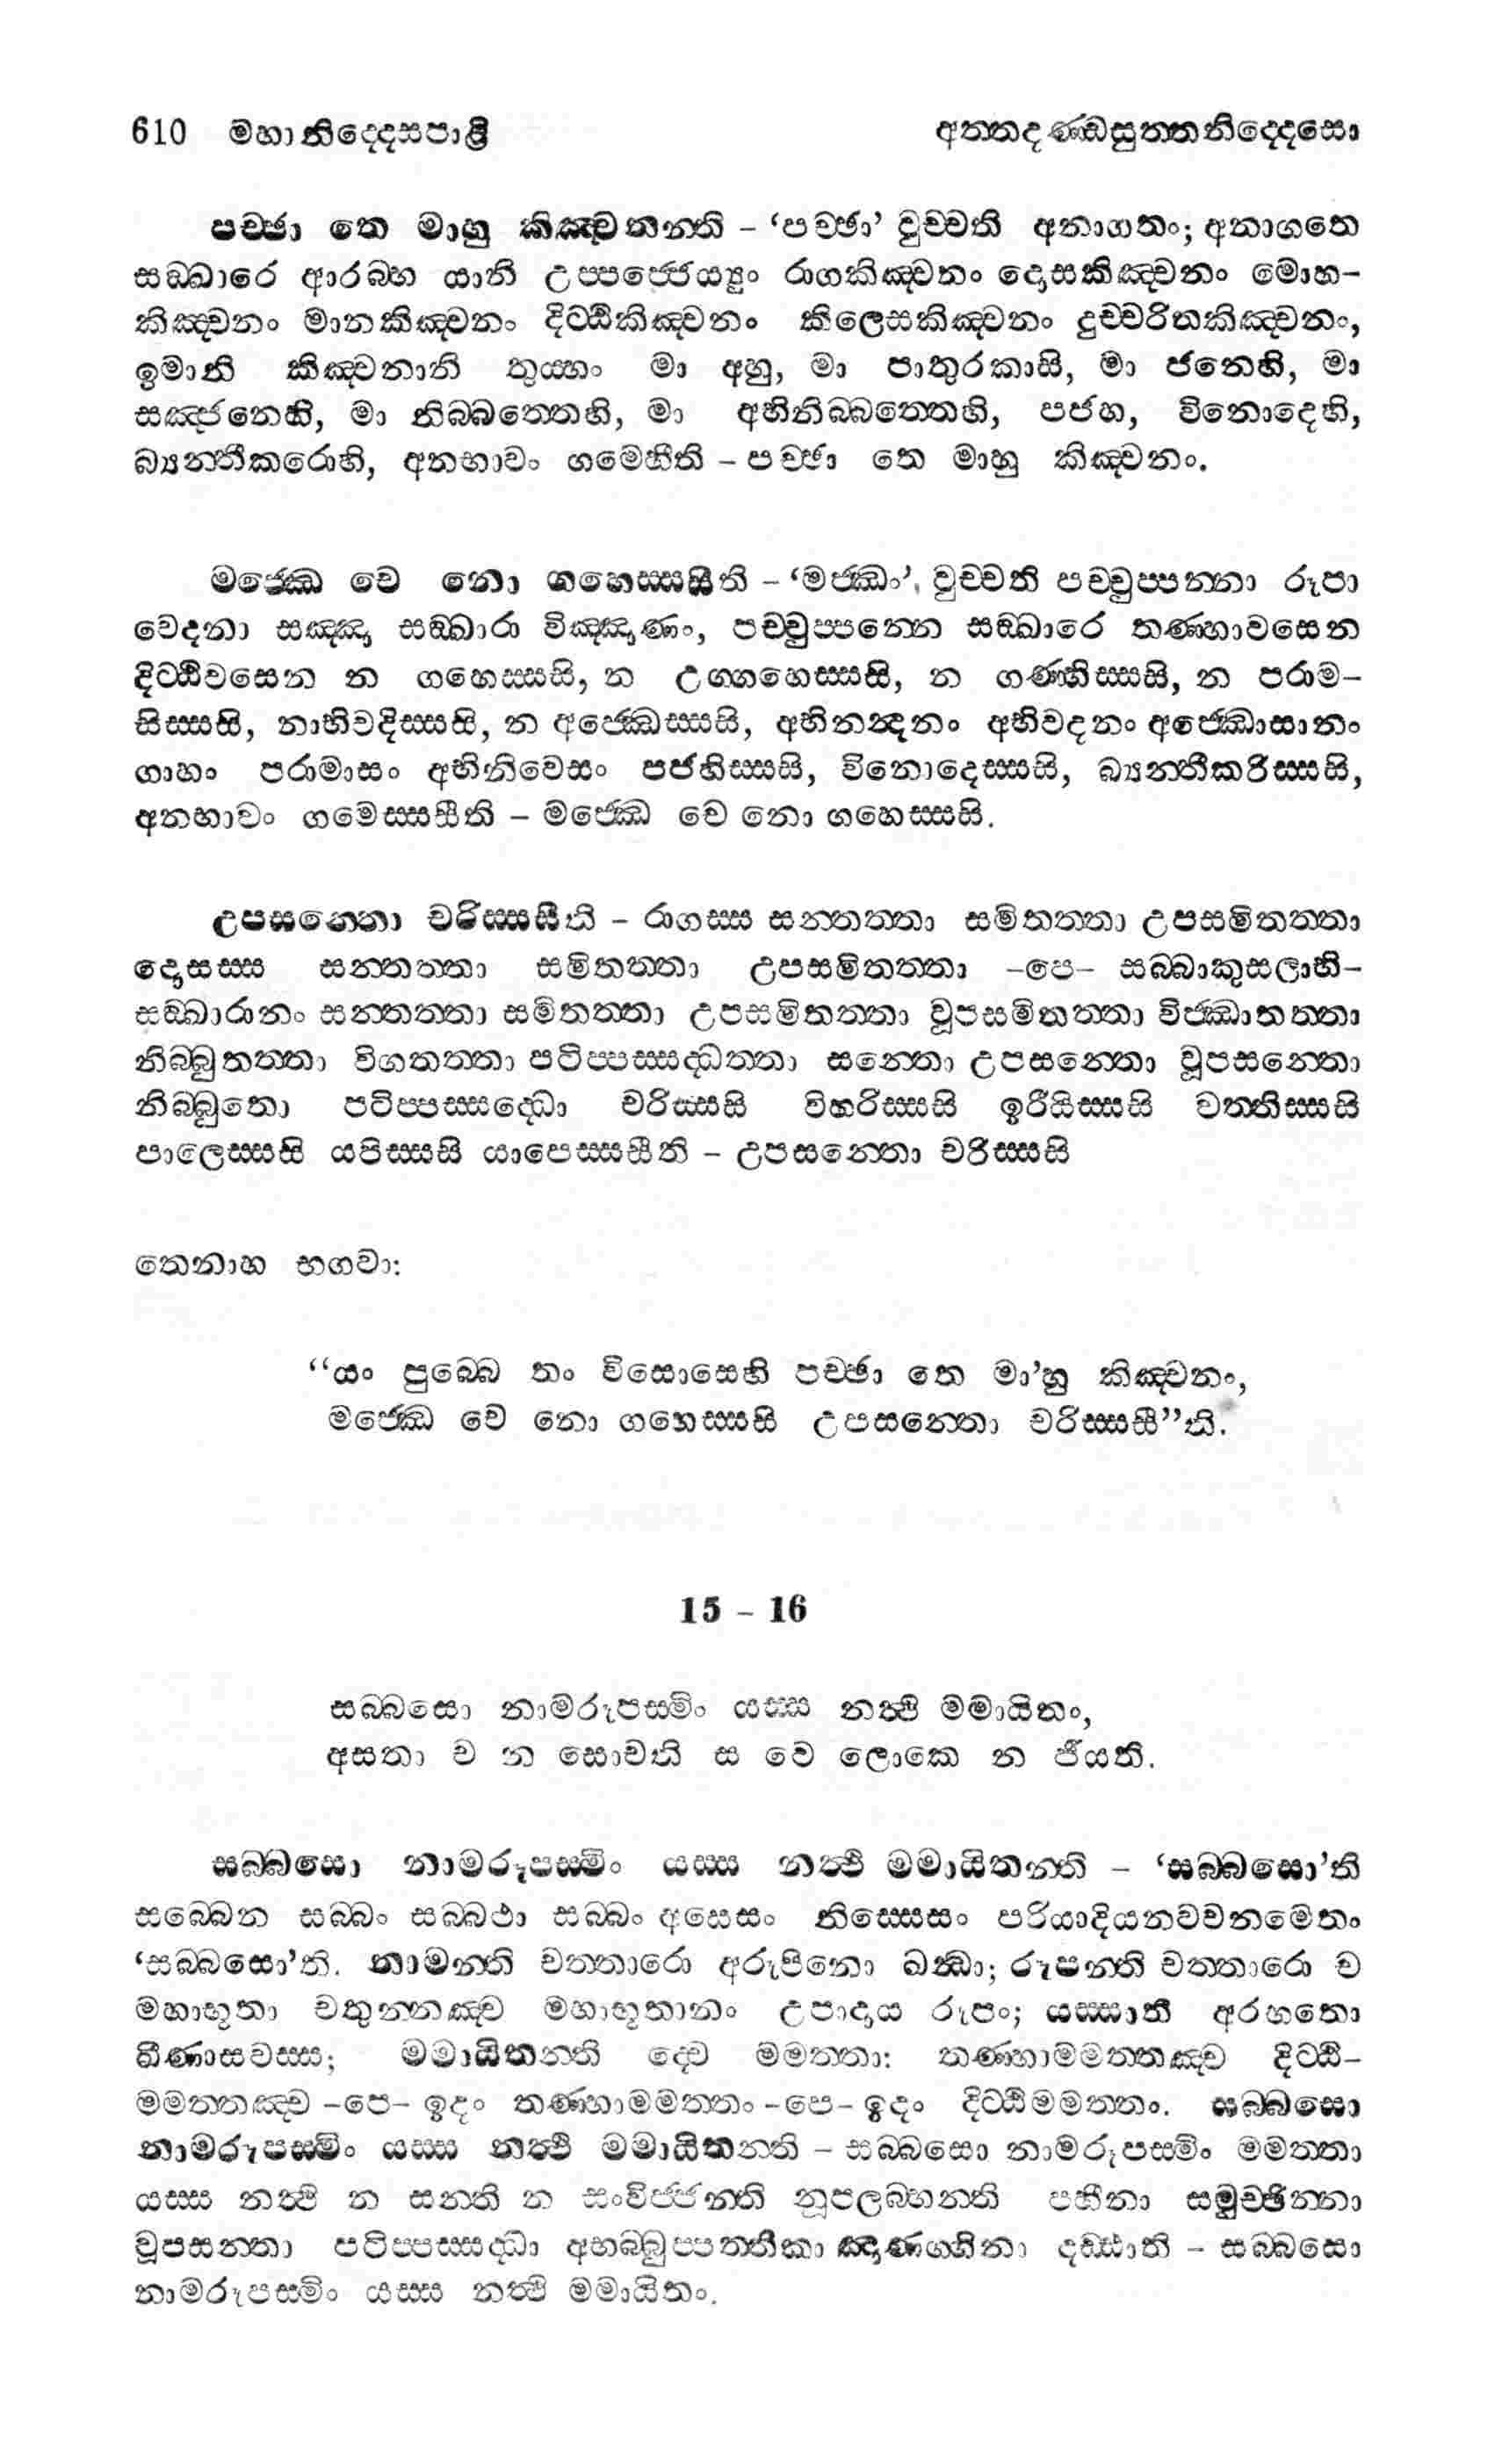 610 මහානිද්දෙසපාළි අත්තදණ්ඩසුත්තනිද්දෙසො
පච්ඡා තෙ මාහු කිඤ්චනන්ති – ‘පච්ඡා’ වුච්චති අනාගතං; අනාගතෙ
සඞ්ඛාරෙ ආරබ්භ යානි උප්පජ්ජෙය්‍යුං රාගකිඤ්චනං දොසකිඤ්චනං මොහ-
කිඤ්චනං මානකිඤ්චනං දිට්ඨිකිඤ්චනං කිලෙසකිඤ්චනං දුච්චරිතකිඤ්චනං,
ඉමානි කිඤ්චනානි තුය්හං මා අහු, මා පාතුරකාසි, මා ජනෙහි, මා
සඤ්ජනෙහි, මා නිබ්බත්තෙහි, මා අභිනිබ්බත්තෙහි, පජහ, විනොදෙහි,
බ්‍යන්තීකරොහි, අනභාවං ගමෙහීති – පච්ඡා තෙ මාහු කිඤ්චනං.
මජ්ඣෙ චෙ නො ගහෙස්සසීති – ‘මජ්ඣං’, වුච්චති පච්චුප්පන්නා රූපා
වෙදනා සඤ්ඤා සඞ්ඛාරා විඤ්ඤාණං, පච්චුප්පන්නෙ සඞ්ඛාරෙ තණ්හාවසෙන
දිට්ඨිවසෙන න ගහෙස්සසි, න උග්ගහෙස්සසි, න ගණ්හිස්සසි, න පරාම-
සිස්සසි, නාභිවදිස්සසි, න අජ්ඣෙස්සසි, අභිනන්දනං අභිවදනං අජ්ඣොසානං
ගාහං පරාමාසං අභිනිවෙසං පජහිස්සසි, විනොදෙස්සසි, බ්‍යන්තීකරිස්සසි,
අනභාවං ගමෙස්සසීති – මජ්ඣෙ චෙ නො ගහෙස්සසි.
උපසන්තො චරිස්සසීති – රාගස්ස සන්තත්තා සමිතත්තා උපසමිතත්තා
දොසස්ස සන්තත්තා සමිතත්තා උපසමිතත්තා –පෙ– සබ්බාකුසලාභි-
සඞ්ඛාරානං සන්තත්තා සමිතත්තා උපසමිතත්තා වූපසමිතත්තා විජ්ඣාතත්තා
නිබ්බුතත්තා විගතත්තා පටිප්පස්සද්ධත්තා සන්තො උපසන්තො වූපසන්තො
නිබ්බුතො පටිප්පස්සද්ධො චරිස්සසි විහරිස්සසි ඉරීයිස්සසි වත්තිස්සසි
පාලෙස්සසි යපිස්සසි යාපෙස්සසීති – උපසන්තො චරිස්සසි
තෙනාහ භගවා:
“යං පුබ්බෙ තං විසොසෙහි පච්ඡා තෙ මා’හු කිඤ්චනං,
මජ්ඣෙ චෙ නො ගහෙස්සසි උපසන්තො චරිස්සසී”ති.
15 – 16
සබ්බසො නාමරූපස්මිං යස්ස නත්ථි මමායිතං,
අසතා ච න සොචති ස වෙ ලොකෙ න ජීයති.
සබ්බසො නාමරූපස්මිං යස්ස නත්ථි මමායිතන්ති – ‘සබ්බසො’ති
සබ්බෙන සබ්බං සබ්බථා සබ්බං අසෙසං නිස්සෙසං පරියාදියනවචනමෙතං
‘සබ්බසො’ති. නාමන්ති චත්තාරො අරූපිනො ඛන්ධා; රූපන්ති චත්තාරො ච
මහාභූතා චතුන්නඤ්ච මහාභූතානං උපාදාය රූපං; යස්සාති අරහතො
ඛීණාසවස්ස; මමායිතන්ති ද්වෙ මමත්තා: තණ්හාමමත්තඤ්ච දිට්ඨි-
මමත්තඤ්ච –පෙ– ඉදං තණ්හාමමත්තං –පෙ– ඉදං දිට්ඨිමමත්තං. සබ්බසො
නාමරූපස්මිං යස්ස නත්ථි මමායිතන්ති – සබ්බසො නාමරූපස්මිං මමත්තා
යස්ස නත්ථි න සන්ති න සංවිජ්ජන්ති නූපලබ්භන්ති පහීනා සමුච්ඡින්නා
වූපසන්තා පටිප්පස්සද්ධා අභබ්බුප්පත්තිකා ඤාණග්ගිනා දඩ්ඪාති – සබ්බසො
නාමරූපස්මිං යස්ස නත්ථි මමායිතං.